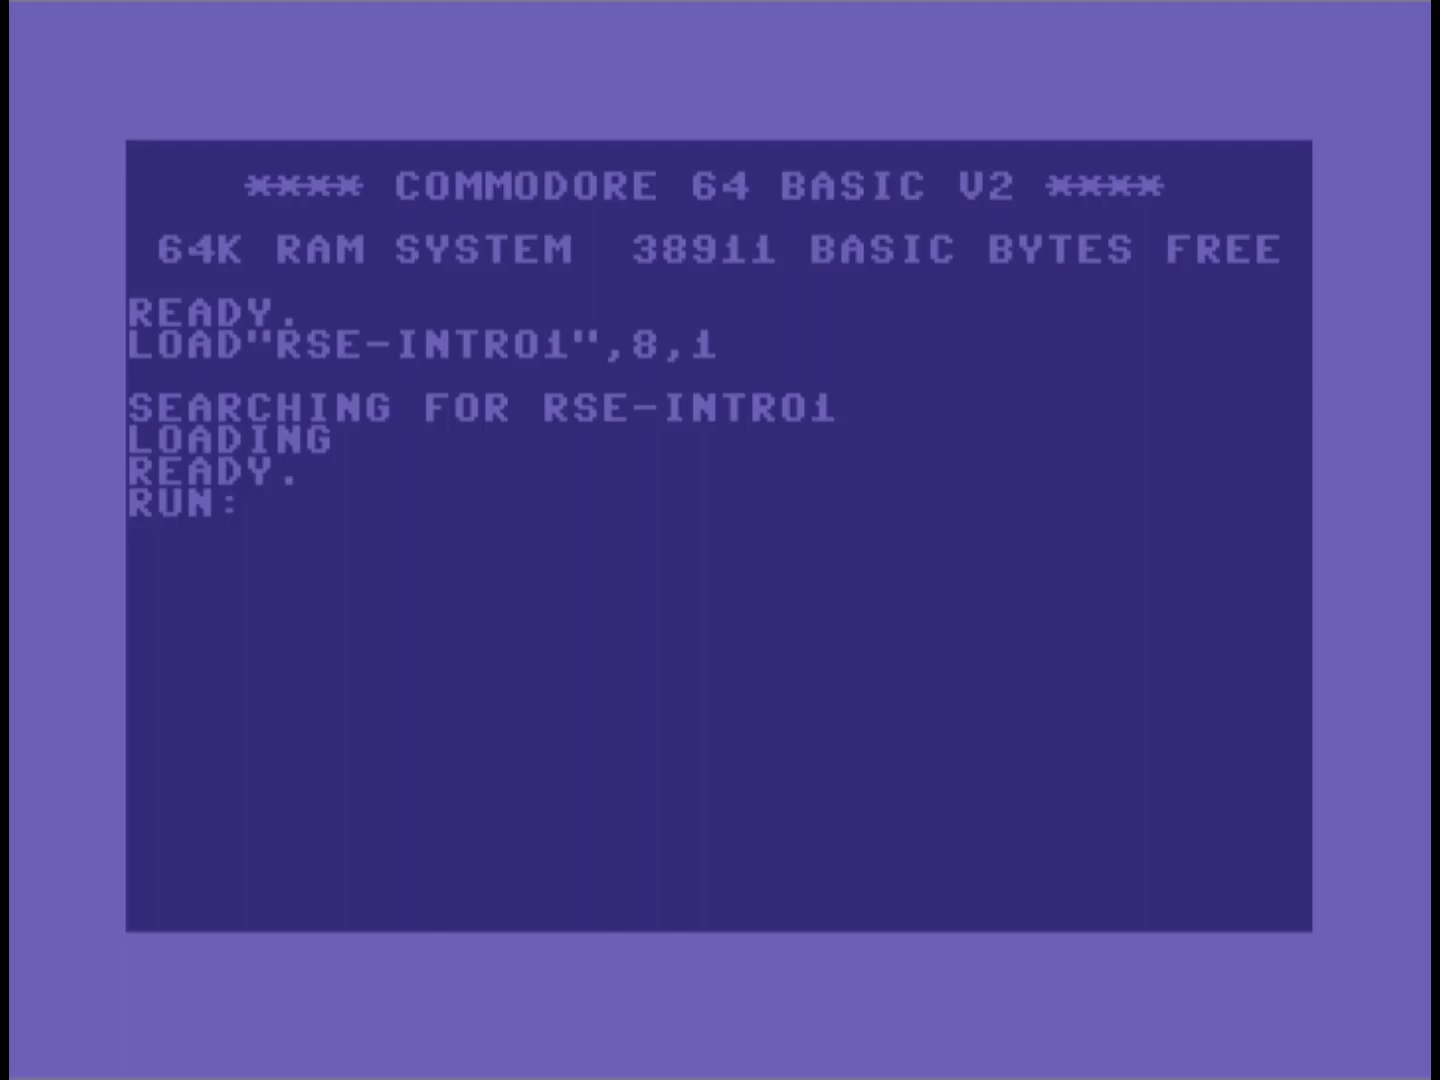 **** COMMODORE 64 BASIC V2 ****
64K RAM SYSTEM  38911 BASIC BYTES FREE
READY.
LOAD"RSE-INTRO1",8,1
SEARCHING FOR RSE-INTRO1
LOADING
READY.
RUN: